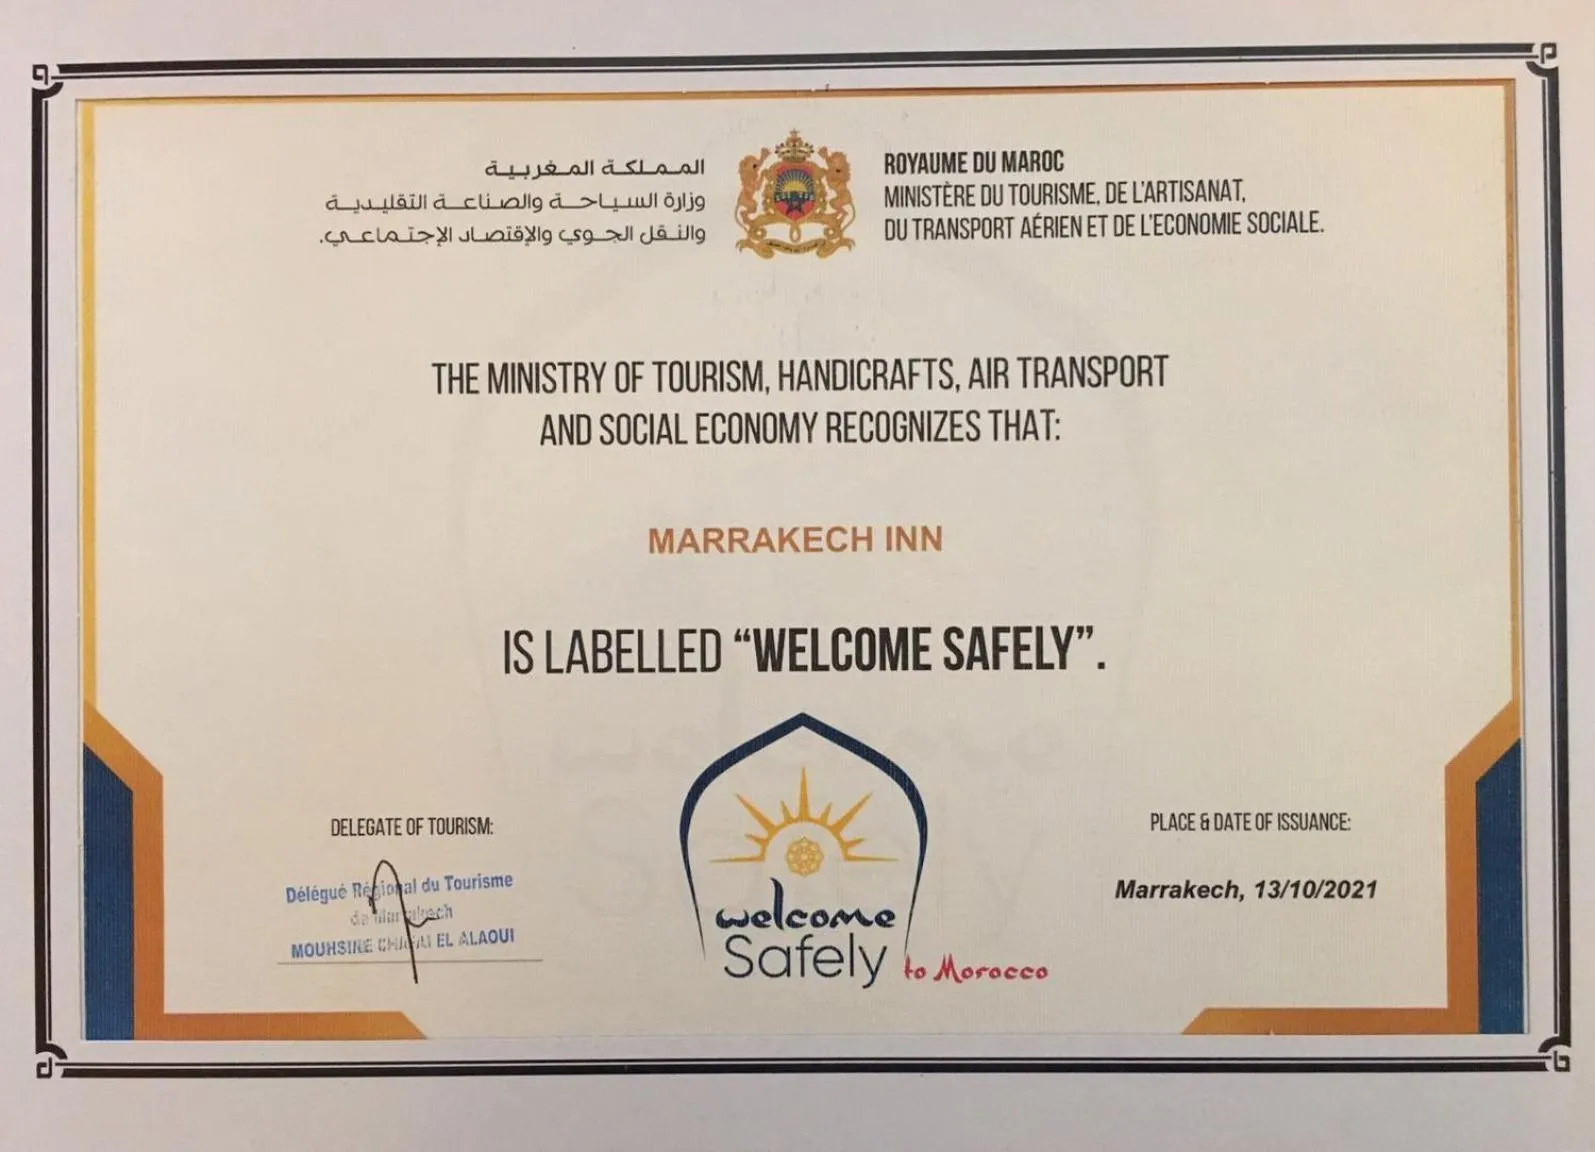 المملكة المغربية
وزارة السياحة والصناعة التقليدية
والنقل الجوي والإقتصاد الإجتماعي.
ROYAUME DU MAROC
MINISTÈRE DU TOURISME, DE L'ARTISANAT,
DU TRANSPORT AÉRIEN ET DE L'ECONOMIE SOCIALE.
THE MINISTRY OF TOURISM, HANDICRAFTS, AIR TRANSPORT
AND SOCIAL ECONOMY RECOGNIZES THAT:
MARRAKECH INN
IS LABELLED “WELCOME SAFELY”.
DELEGATE OF TOURISM:
Délégué Régional du Tourisme
de Marrakech
MOUHSINE EL ALAOUI
welcome
Safely
to Morocco
PLACE & DATE OF ISSUANCE:
Marrakech, 13/10/2021